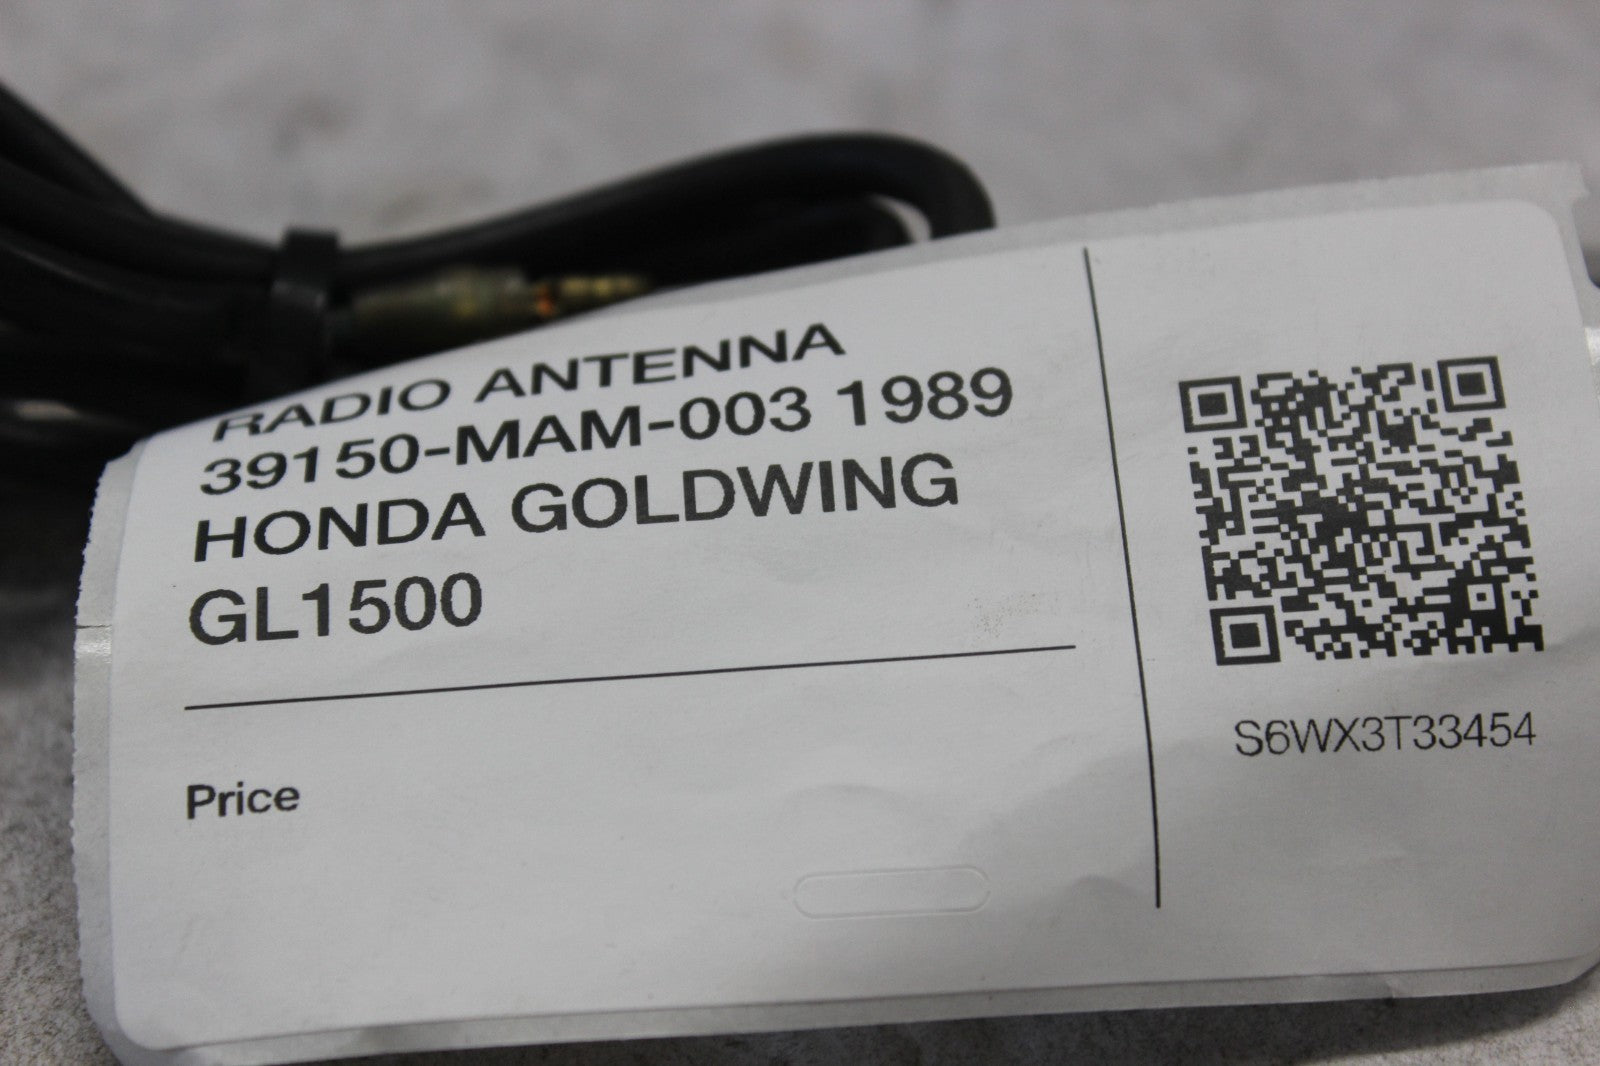 RADIO ANTENNA
39150-MAM-003 1989
HONDA GOLDWING
GL1500
Price
S6WX3T33454